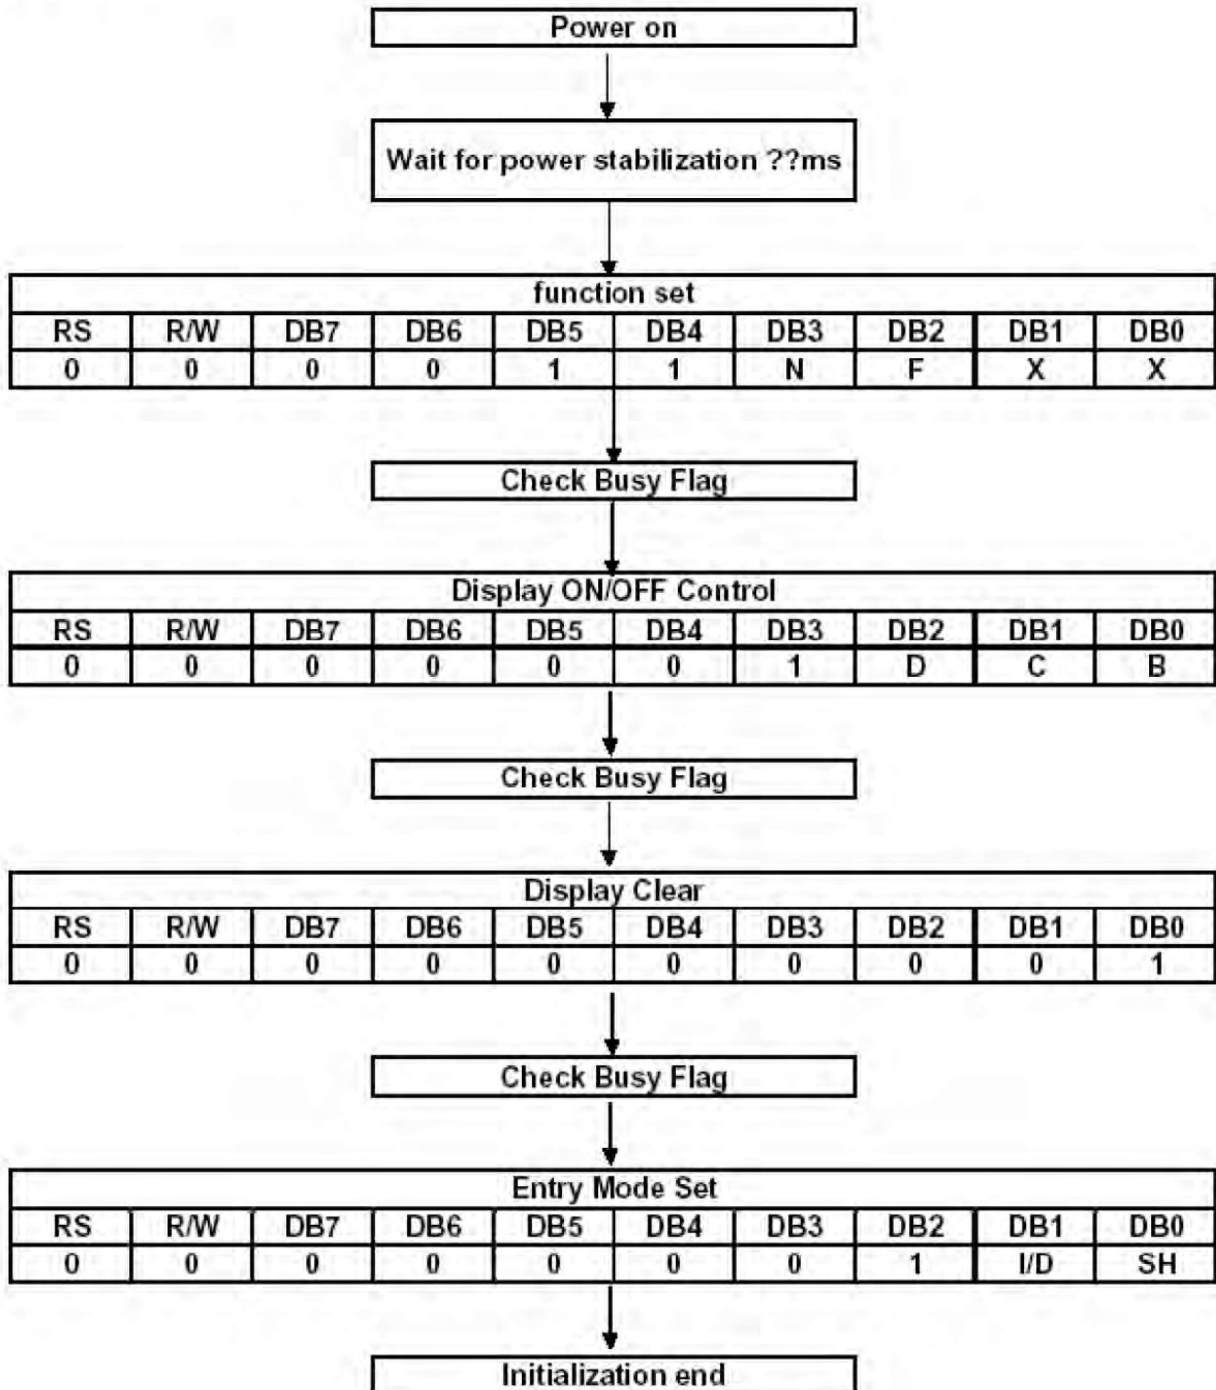 Power on
Wait for power stabilization ??ms
function set
RS R/W DB7 DB6 DB5 DB4 DB3 DB2 DB1 DB0
0 0 0 0 1 1 N F X X
Check Busy Flag
Display ON/OFF Control
RS R/W DB7 DB6 DB5 DB4 DB3 DB2 DB1 DB0
0 0 0 0 0 0 1 D C B
Check Busy Flag
Display Clear
RS R/W DB7 DB6 DB5 DB4 DB3 DB2 DB1 DB0
0 0 0 0 0 0 0 0 0 1
Check Busy Flag
Entry Mode Set
RS R/W DB7 DB6 DB5 DB4 DB3 DB2 DB1 DB0
0 0 0 0 0 0 0 1 I/D SH
Initialization end